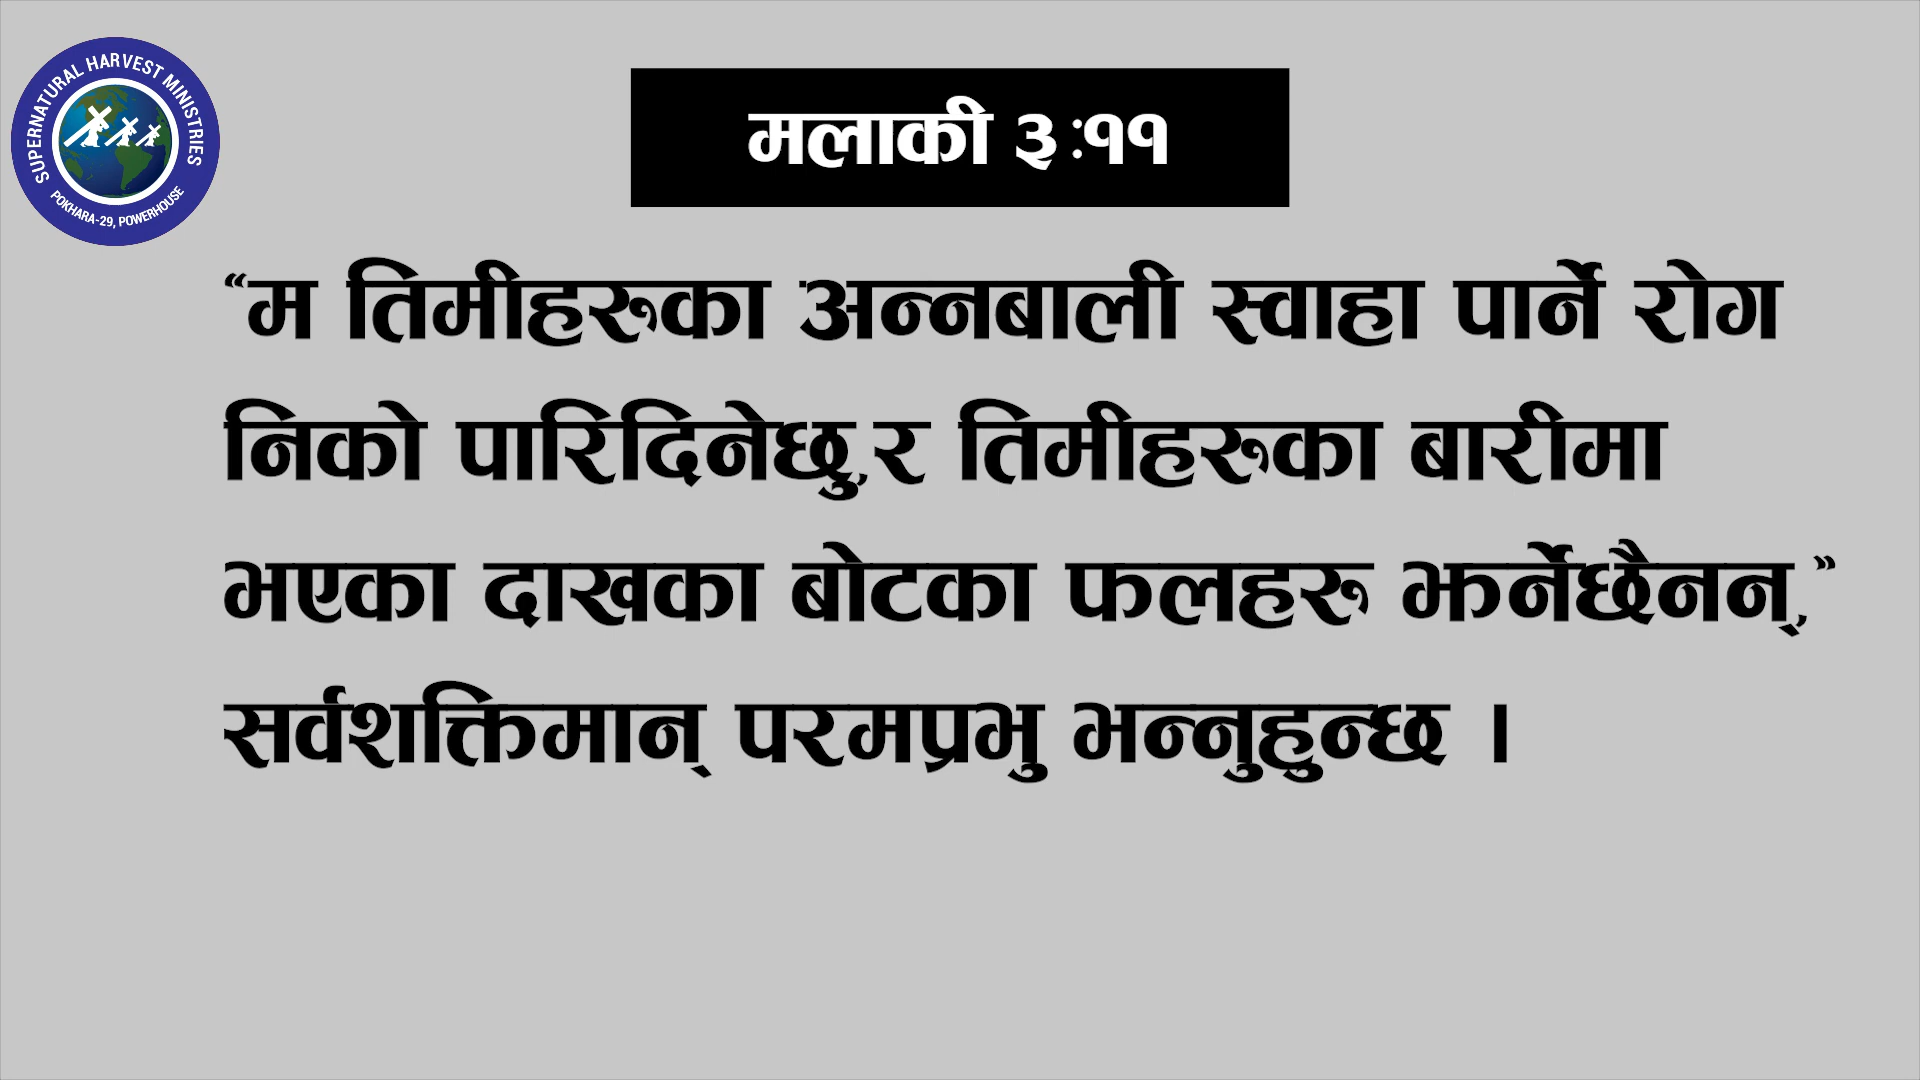 SUPERNATURAL HARVEST MINISTRIES
POKHARA-29, POWERHOUSE
मलाकी ३ :११
“म तिमीहरुका अन्नबाली स्वाहा पार्ने रोग
निको पारिदिनेछु,र तिमीहरुका बारीमा
भएका दाखका बोटका फलहरु झर्नेछैनन्,”
सर्वशक्तिमान् परमप्रभु भन्नुहुन्छ ।